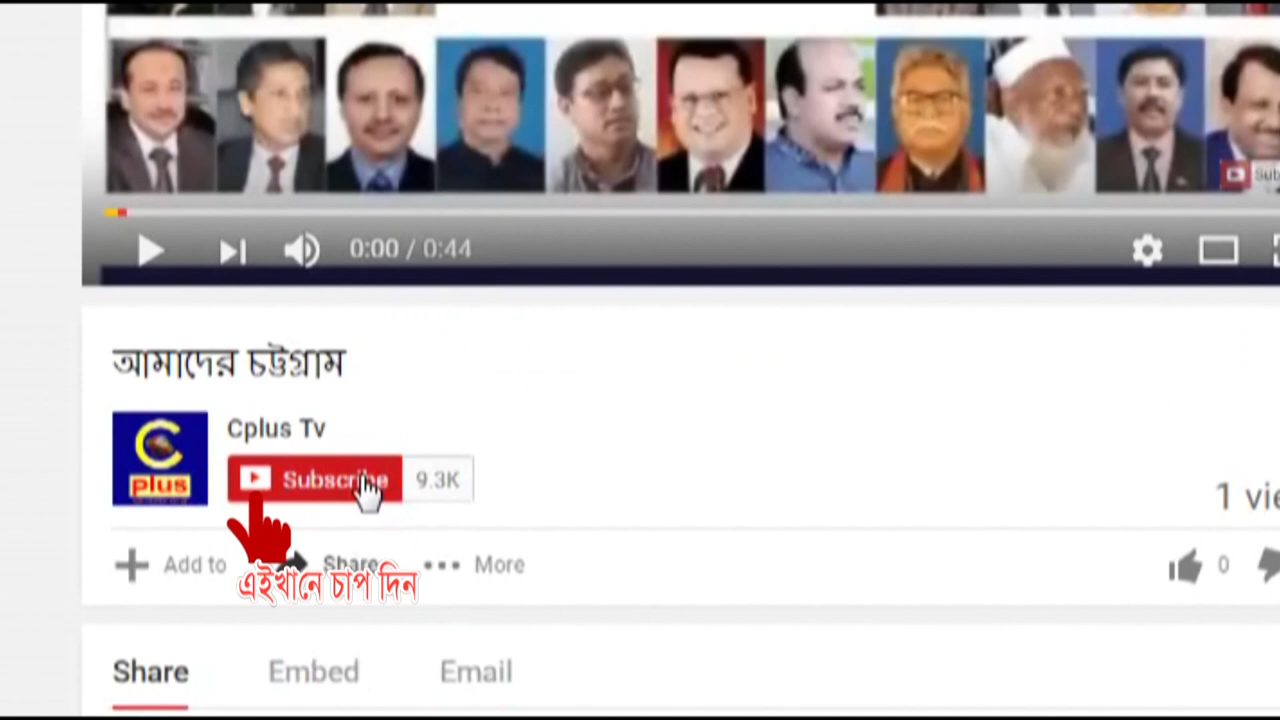 Sub
0:00 / 0:44
আমাদের চট্টগ্রাম
C
plus
Cplus Tv
Subscribe 9.3K
1 vie
Add to Share ••• More 0
এইখানে চাপ দিন
Share Embed Email